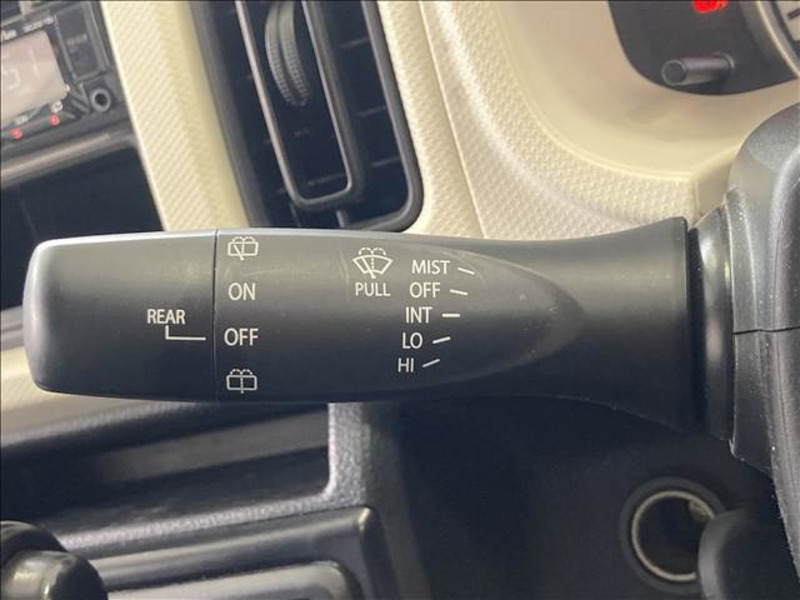 MIST
ON
PULL
OFF
REAR
INT
OFF
LO
HI